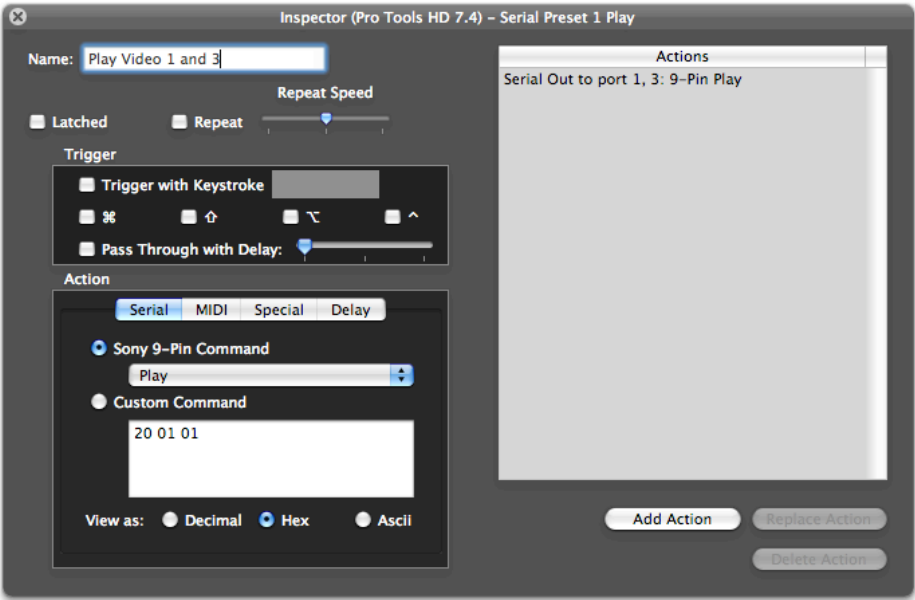 Inspector (Pro Tools HD 7.4) – Serial Preset 1 Play
Name: Play Video 1 and 3
Repeat Speed
Latched Repeat
Trigger
Trigger with Keystroke
⌘ ⇧ ⌥ ^
Pass Through with Delay:
Action
Serial MIDI Special Delay
Sony 9-Pin Command
Play
Custom Command
20 01 01
View as: Decimal Hex Ascii
Actions
Serial Out to port 1, 3: 9-Pin Play
Add Action Replace Action
Delete Action